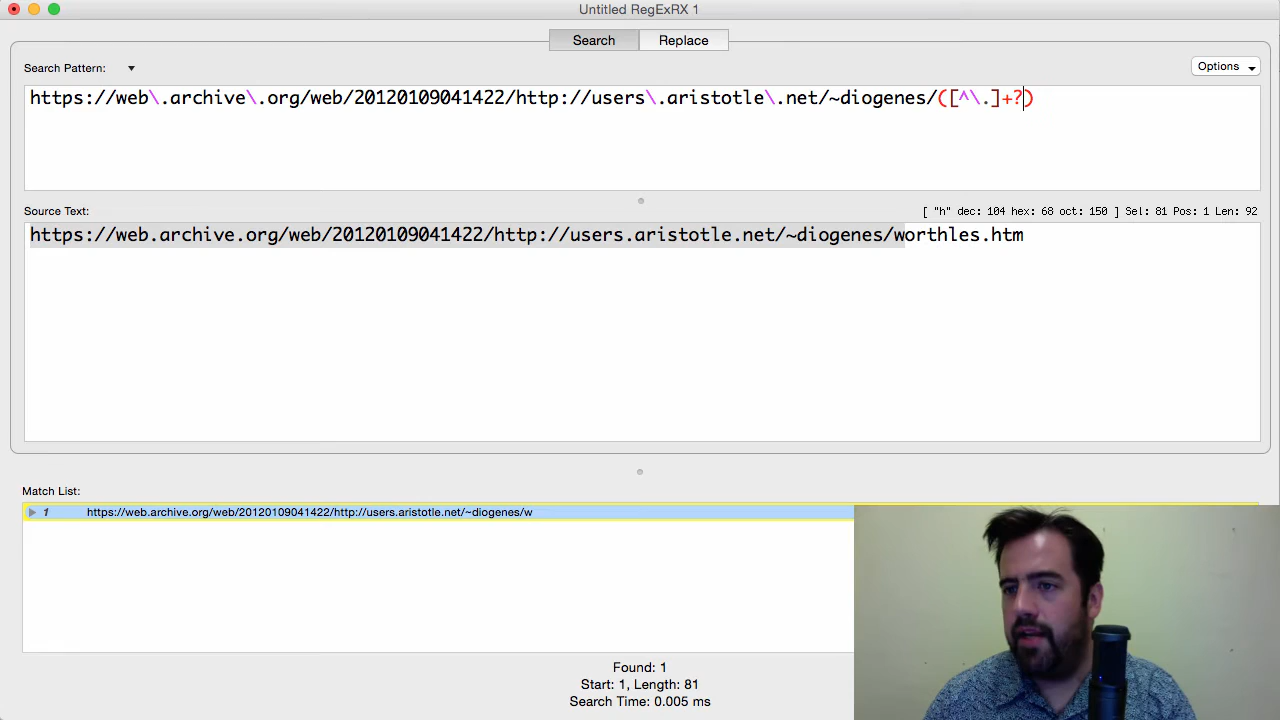 Untitled RegExRX 1
Search Replace
Search Pattern: Options
https://web\.archive\.org/web/20120109041422/http://users\.aristotle\.net/~diogenes/([^\.]+?)
Source Text: [ "h" dec: 104 hex: 68 oct: 150 ] Sel: 81 Pos: 1 Len: 92
https://web.archive.org/web/20120109041422/http://users.aristotle.net/~diogenes/worthles.htm
Match List:
1 https://web.archive.org/web/20120109041422/http://users.aristotle.net/~diogenes/w
Found: 1
Start: 1, Length: 81
Search Time: 0.005 ms